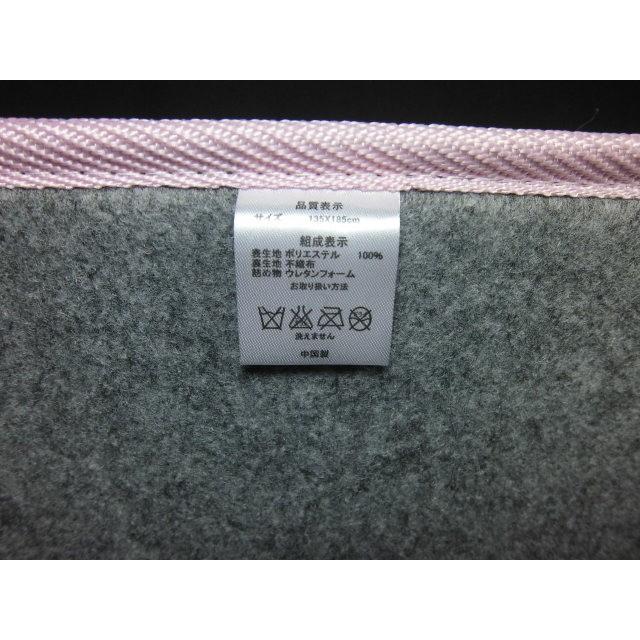 品質表示
サイズ 135X185cm
組成表示
表生地 ポリエステル 100%
裏生地 不織布
詰め物 ウレタンフォーム
お取り扱い方法
洗えません
中国製